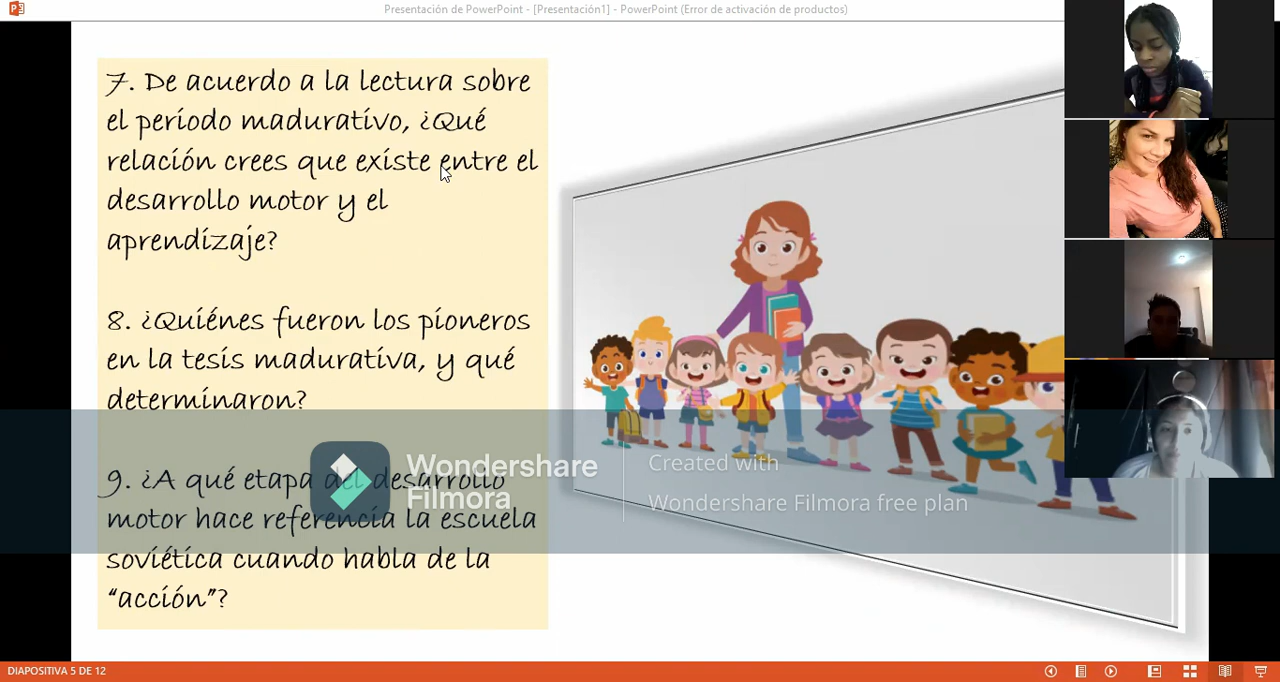 Presentación de PowerPoint - [Presentación1] - PowerPoint (Error de activación de productos)
7. De acuerdo a la lectura sobre
el período madurativo, ¿Qué
relación crees que existe entre el
desarrollo motor y el
aprendizaje?
8. ¿Quiénes fueron los pioneros
en la tesis madurativa, y qué
determinaron?
9. ¿A qué etapa del desarrollo
motor hace referencia la escuela
soviética cuando habla de la
“acción”?
Wondershare
Filmora
Created with
Wondershare Filmora free plan
DIAPOSITIVA 5 DE 12